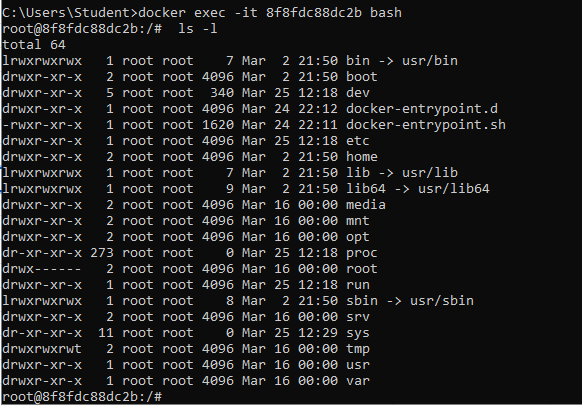 C:\Users\Student>docker exec -it 8f8fdc88dc2b bash
root@8f8fdc88dc2b:/#  ls -l
total 64
lrwxrwxrwx   1 root root    7 Mar  2 21:50 bin -> usr/bin
drwxr-xr-x   2 root root 4096 Mar  2 21:50 boot
drwxr-xr-x   5 root root  340 Mar 25 12:18 dev
drwxr-xr-x   1 root root 4096 Mar 24 22:12 docker-entrypoint.d
-rwxr-xr-x   1 root root 1620 Mar 24 22:11 docker-entrypoint.sh
drwxr-xr-x   1 root root 4096 Mar 25 12:18 etc
drwxr-xr-x   2 root root 4096 Mar  2 21:50 home
lrwxrwxrwx   1 root root    7 Mar  2 21:50 lib -> usr/lib
lrwxrwxrwx   1 root root    9 Mar  2 21:50 lib64 -> usr/lib64
drwxr-xr-x   2 root root 4096 Mar 16 00:00 media
drwxr-xr-x   2 root root 4096 Mar 16 00:00 mnt
drwxr-xr-x   2 root root 4096 Mar 16 00:00 opt
dr-xr-xr-x 273 root root    0 Mar 25 12:18 proc
drwx------   2 root root 4096 Mar 16 00:00 root
drwxr-xr-x   1 root root 4096 Mar 25 12:18 run
lrwxrwxrwx   1 root root    8 Mar  2 21:50 sbin -> usr/sbin
drwxr-xr-x   2 root root 4096 Mar 16 00:00 srv
dr-xr-xr-x  11 root root    0 Mar 25 12:29 sys
drwxrwxrwt   2 root root 4096 Mar 16 00:00 tmp
drwxr-xr-x   1 root root 4096 Mar 16 00:00 usr
drwxr-xr-x   1 root root 4096 Mar 16 00:00 var
root@8f8fdc88dc2b:/#